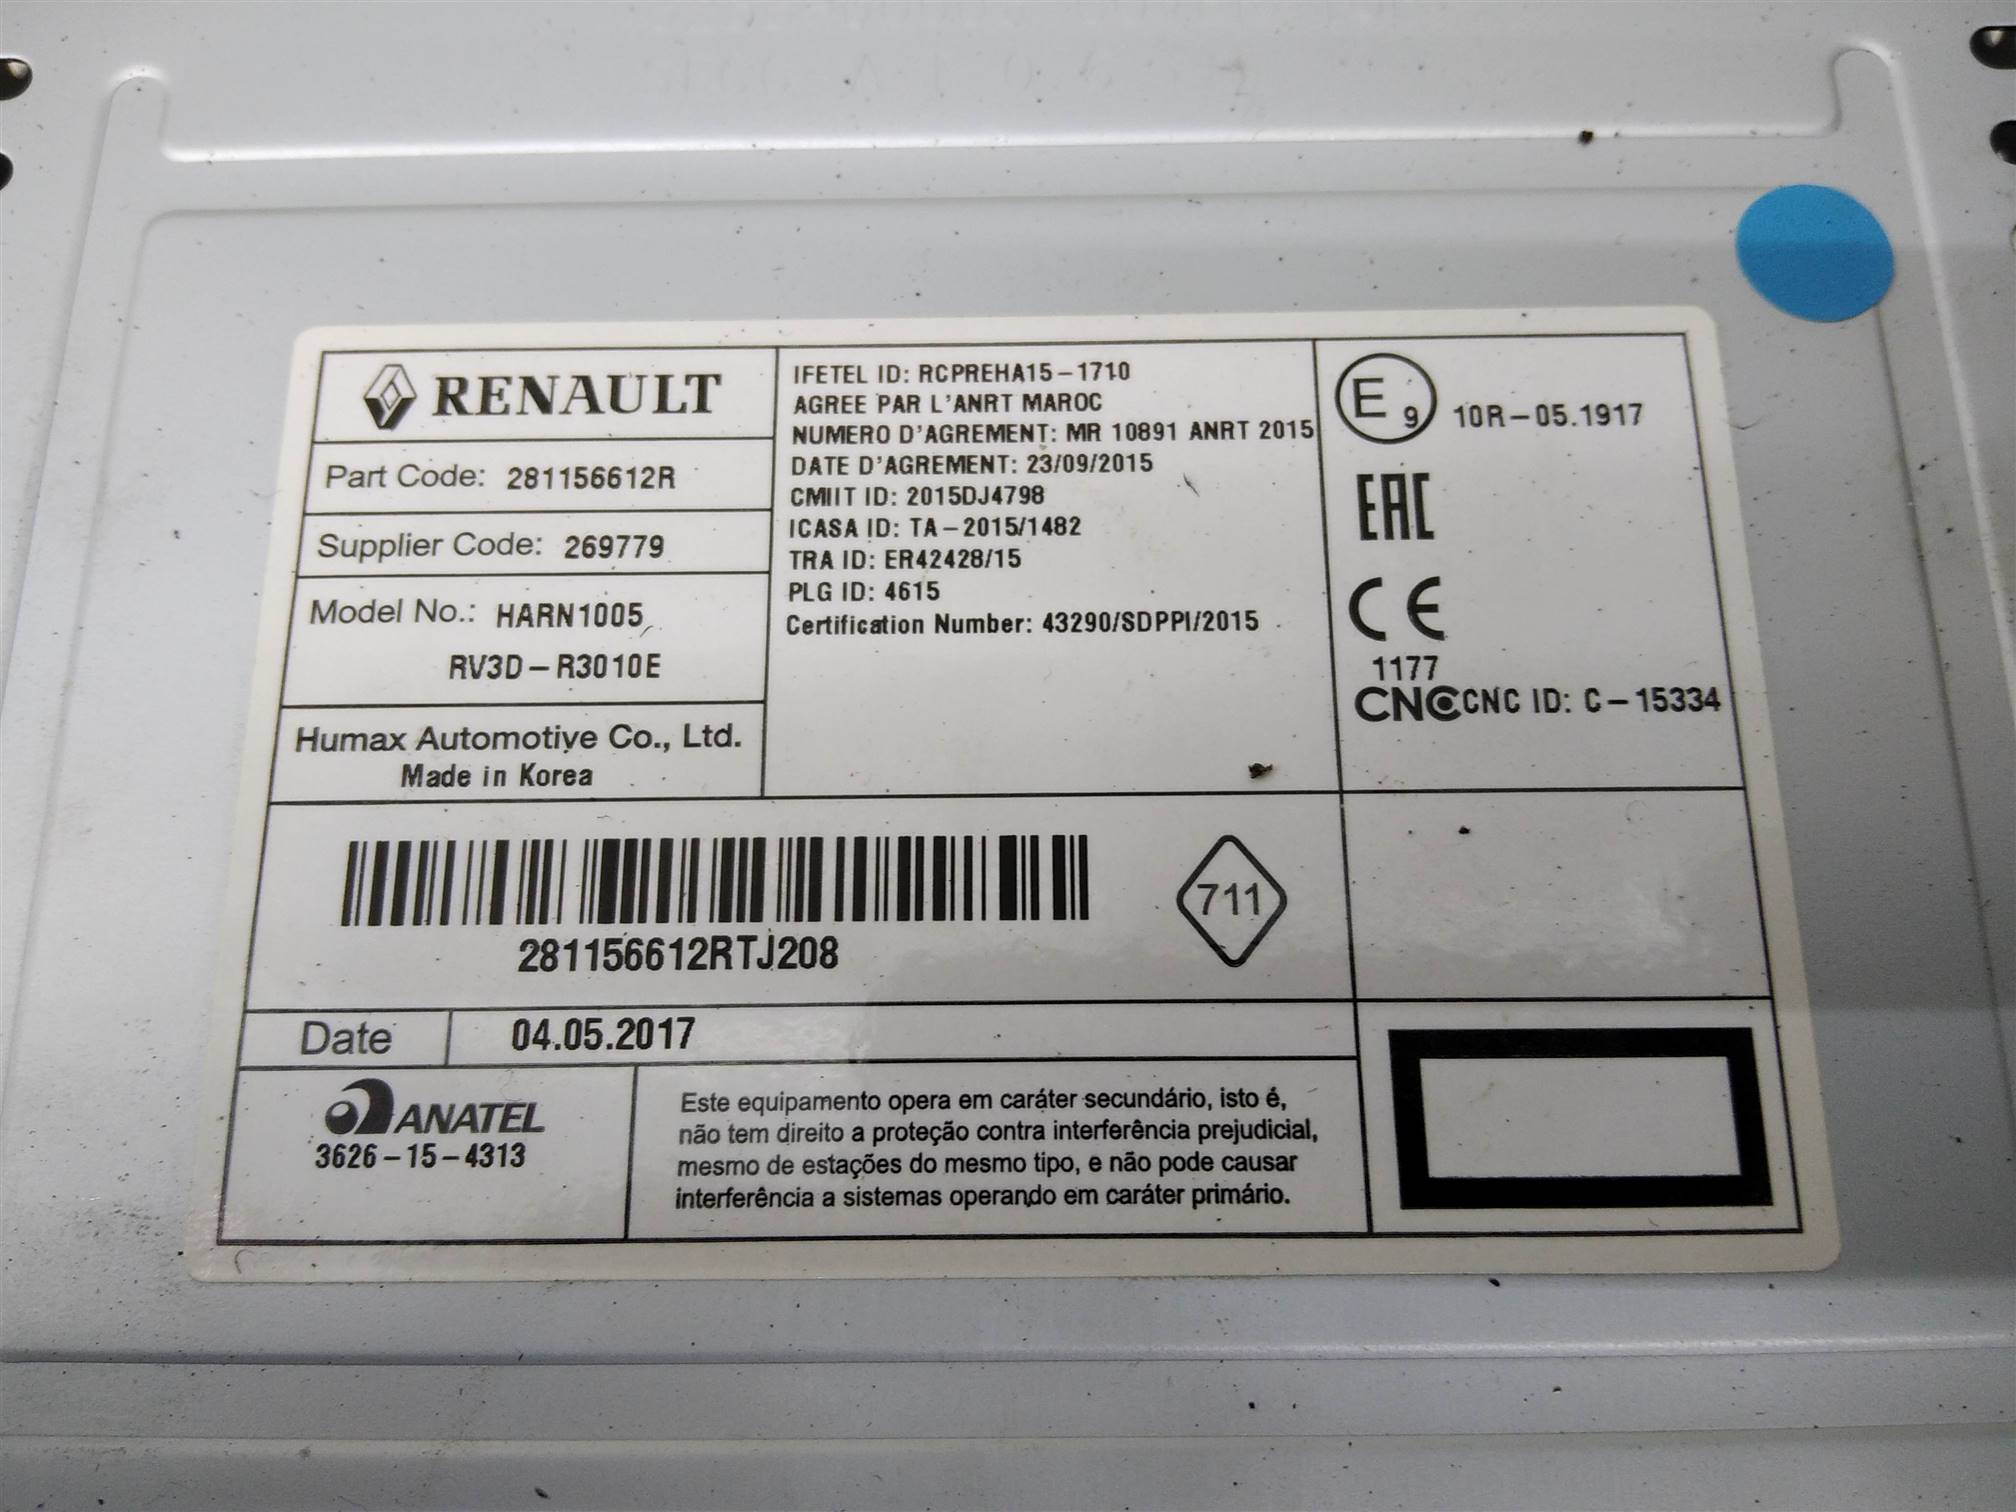 RENAULT
Part Code: 281156612R
Supplier Code: 269779
Model No.: HARN1005
RV3D-R3010E
Humax Automotive Co., Ltd.
Made in Korea
IFETEL ID: RCPREHA15-1710
AGREE PAR L'ANRT MAROC
NUMERO D'AGREMENT: MR 10891 ANRT 2015
DATE D'AGREMENT: 23/09/2015
CMIIT ID: 2015DJ4798
ICASA ID: TA-2015/1482
TRA ID: ER42428/15
PLG ID: 4615
Certification Number: 43290/SDPPI/2015
E9 10R-05.1917
EAC
CE
1177
CNC CNC ID: C-15334
281156612RTJ208
711
Date 04.05.2017
ANATEL
3626-15-4313
Este equipamento opera em caráter secundário, isto é,
não tem direito a proteção contra interferência prejudicial,
mesmo de estações do mesmo tipo, e não pode causar
interferência a sistemas operando em caráter primário.